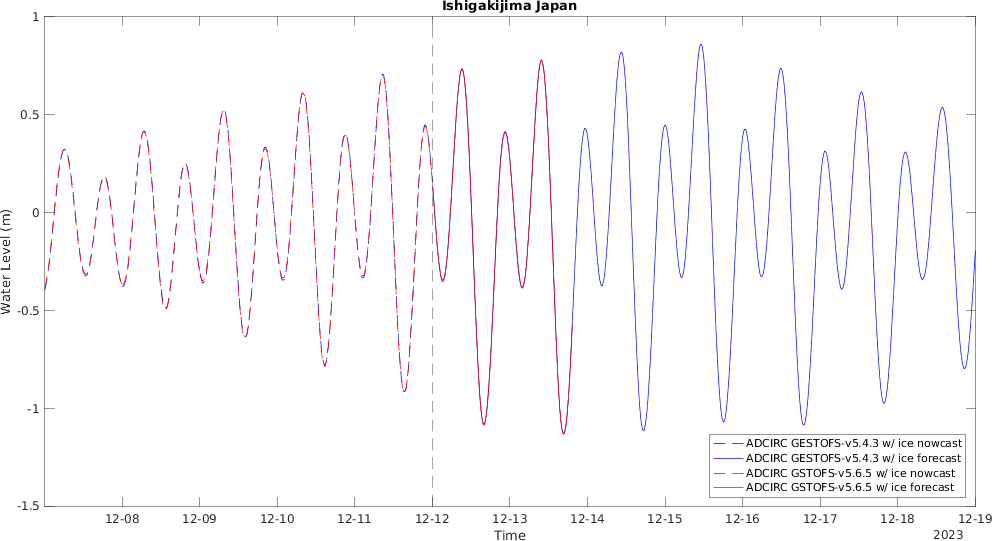 Ishigakijima Japan
1
0.5
0
-0.5
-1
-1.5
Water Level (m)
12-08 12-09 12-10 12-11 12-12 12-13 12-14 12-15 12-16 12-17 12-18 12-19
Time
2023
ADCIRC GESTOFS-v5.4.3 w/ ice nowcast
ADCIRC GESTOFS-v5.4.3 w/ ice forecast
ADCIRC GSTOFS-v5.6.5 w/ ice nowcast
ADCIRC GSTOFS-v5.6.5 w/ ice forecast